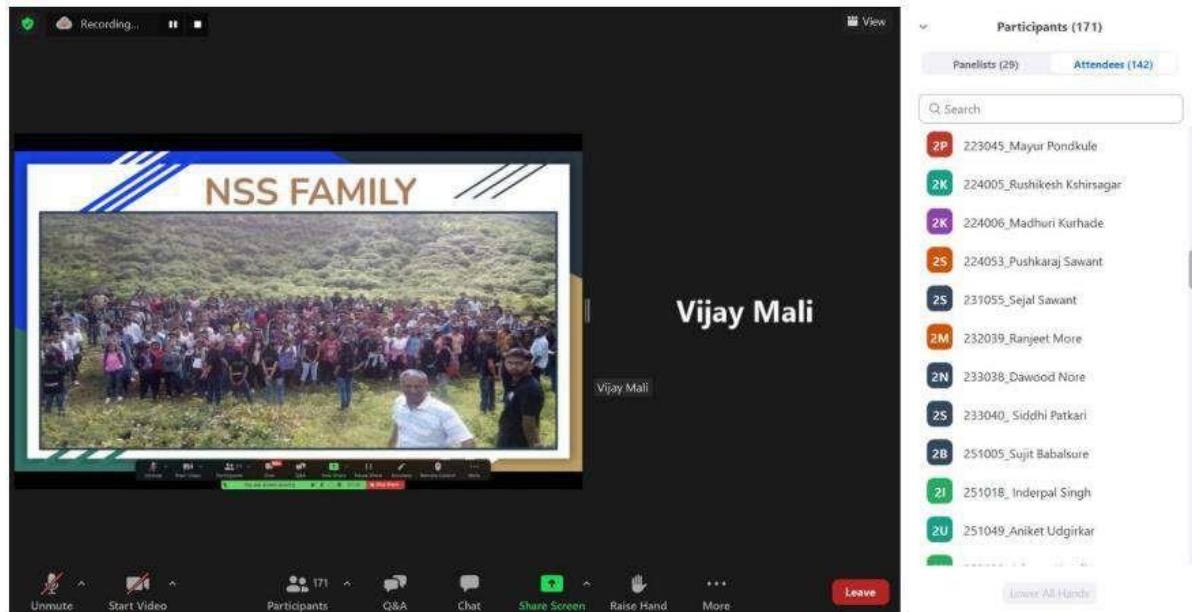 Recording...
View
NSS FAMILY
Vijay Mali
Vijay Mali
Unmute
Start Video
171
Participants
Q&A
Chat
Share Screen
Raise Hand
More
Leave
Participants (171)
Panelists (29)
Attendees (142)
Search
2P 223045_Mayur Pondkule
2K 224005_Rushikesh Kshirsagar
2K 224006_Madhuri Kurhade
2S 224053_Pushkaraj Sawant
2S 231055_Sejal Sawant
2M 232039_Ranjeet More
2N 233038_Dawood Nore
2S 233040_ Siddhi Patkari
2B 251005_Sujit Babalsure
2I 251018_ Inderpal Singh
2U 251049_Aniket Udgirkar
Lower All Hands